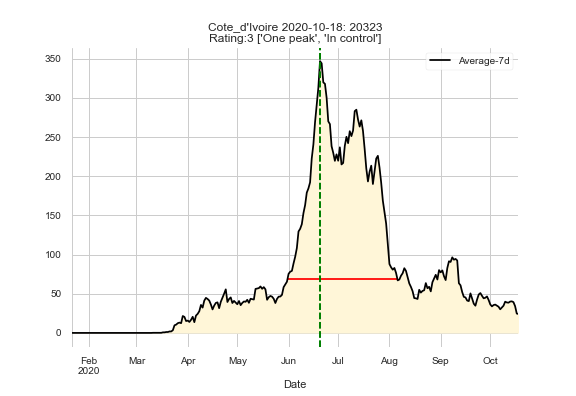 Cote_d'Ivoire 2020-10-18: 20323
Rating:3 ['One peak', 'In control']
Average-7d
350
300
250
200
150
100
50
0
Feb Mar Apr May Jun Jul Aug Sep Oct
2020
Date